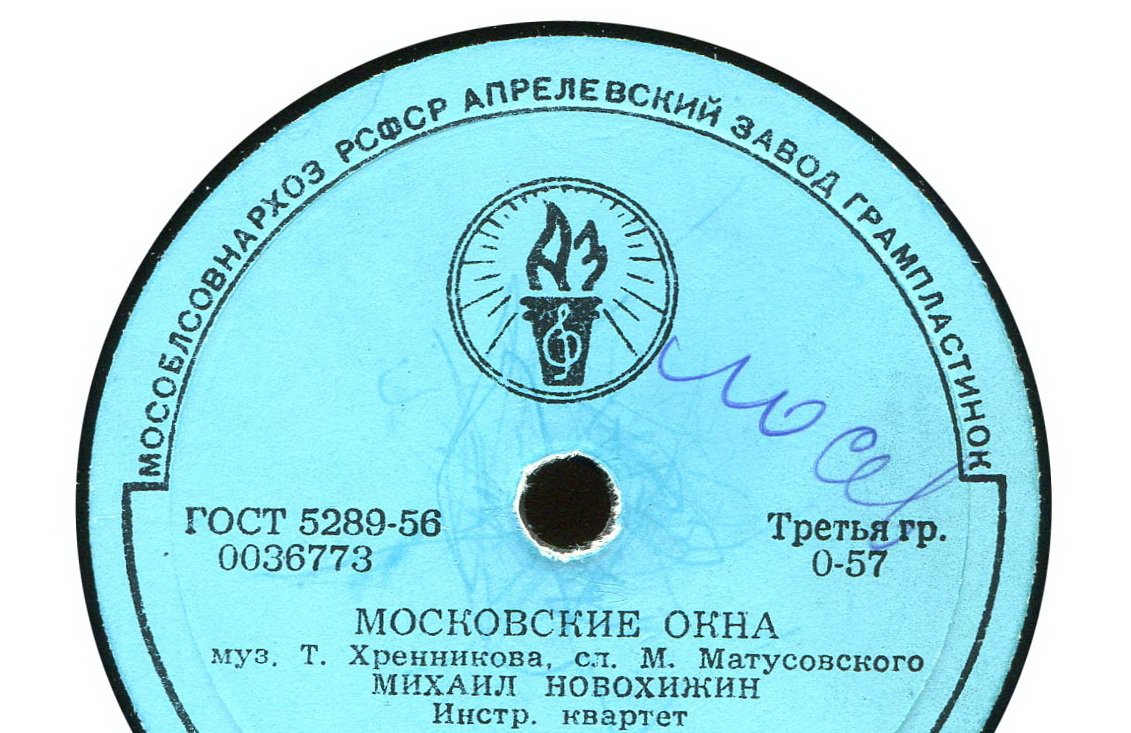 МОСОБЛСОВНАРХОЗ РСФСР АПРЕЛЕВСКИЙ ЗАВОД ГРАМПЛАСТИНОК
АЗ
ГОСТ 5289-56
0036773
Третья гр.
0-57
МОСКОВСКИЕ ОКНА
муз. Т. Хренникова, сл. М. Матусовского
МИХАИЛ НОВОХИЖИН
Инстр. квартет